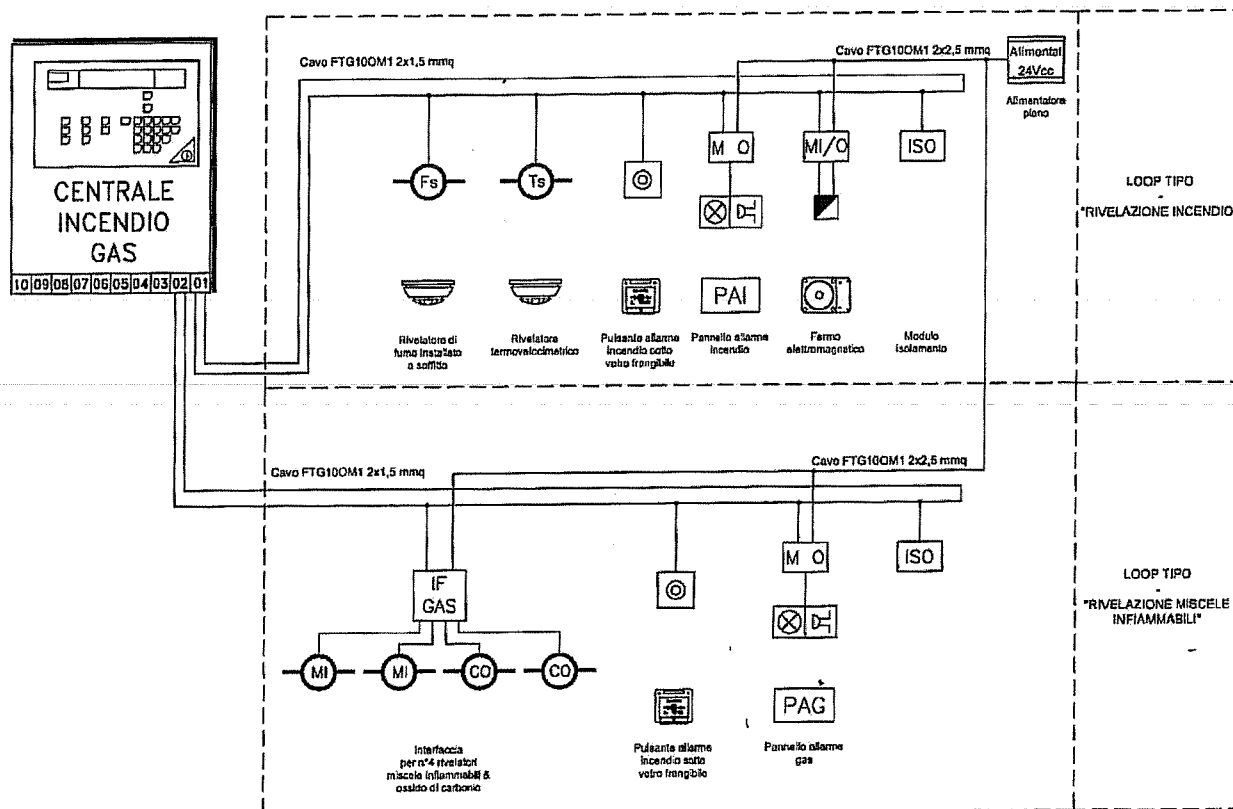 Cavo FTG10OM1 2x1,5 mmq
Cavo FTG10OM1 2x2,5 mmq
Alimentat
24Vcc
Alimentatore
piano
CENTRALE
INCENDIO
GAS
10 09 08 07 06 05 04 03 02 01
Fs
Ts
M O
MI/O
ISO
PAI
Rivelatore di
fumo installato
a soffitto
Rivelatore
termovelocimetrico
Pulsante allarme
incendio sotto
vetro frangibile
Pannello allarme
incendio
Fermo
elettromagnetico
Modulo
isolamento
LOOP TIPO
-
"RIVELAZIONE INCENDIO
Cavo FTG10OM1 2x1,5 mmq
Cavo FTG10OM1 2x2,5 mmq
IF
GAS
M O
ISO
MI
MI
CO
CO
PAG
Interfaccia
per n°4 rivelatori
miscele infiammabili &
ossido di carbonio
Pulsante allarme
incendio sotto
vetro frangibile
Pannello allarme
gas
LOOP TIPO
-
"RIVELAZIONE MISCELE
INFIAMMABILI"